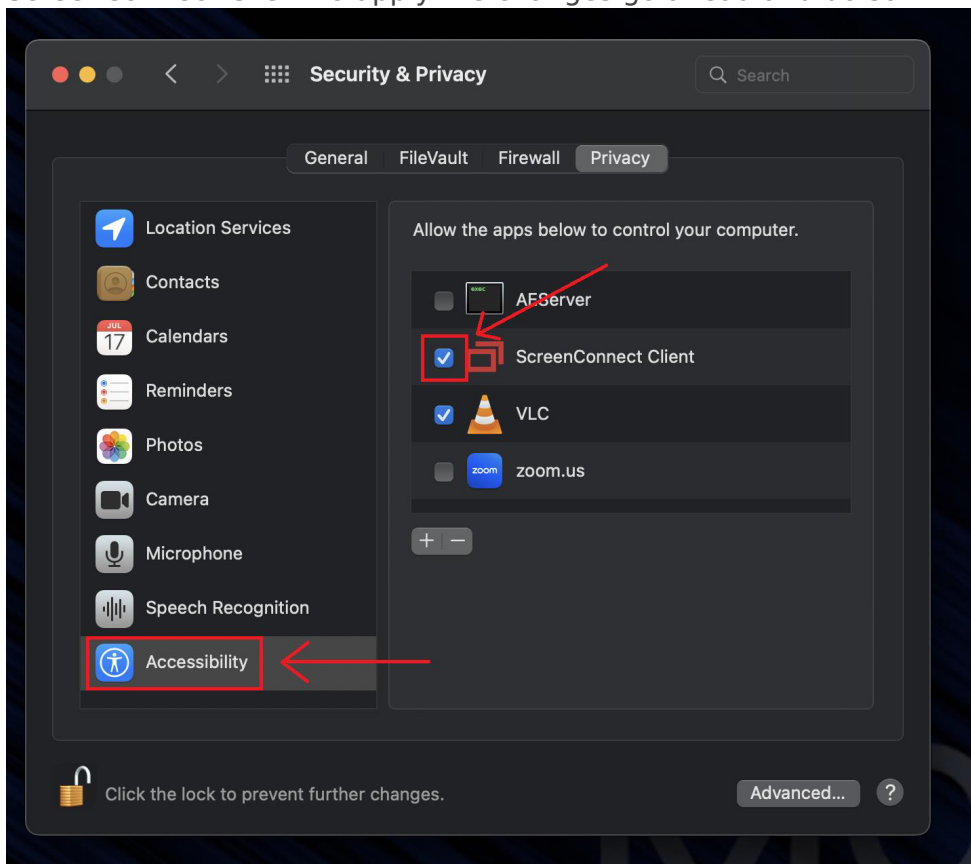 Security & Privacy
Search
General FileVault Firewall Privacy
Location Services
Contacts
JUL
17
Calendars
Reminders
Photos
Camera
Microphone
Speech Recognition
Accessibility
Allow the apps below to control your computer.
exec
AEServer
ScreenConnect Client
VLC
zoom
zoom.us
+ −
Click the lock to prevent further changes.
Advanced... ?